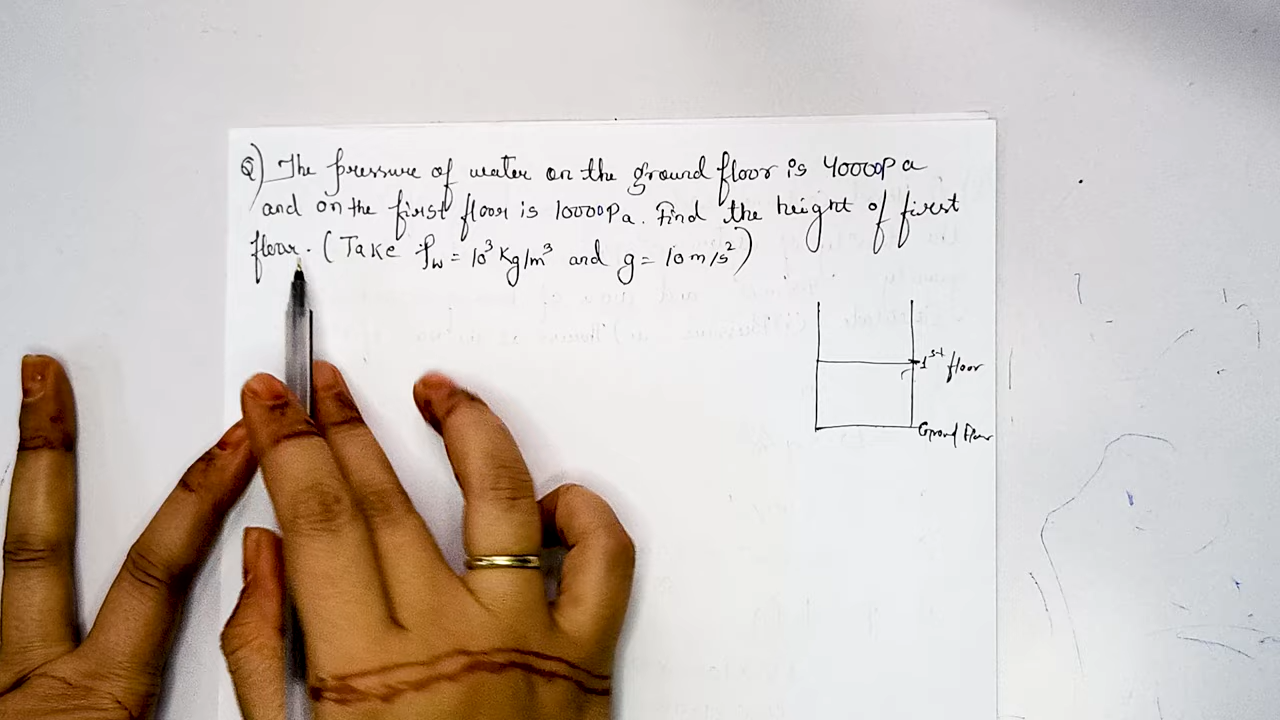 Q) The pressure of water on the ground floor is 40000Pa
and on the first floor is 10000Pa. Find the height of first
floor. (Take ρw = 10³ Kg/m³ and g = 10 m/s²)
1st floor
Ground floor